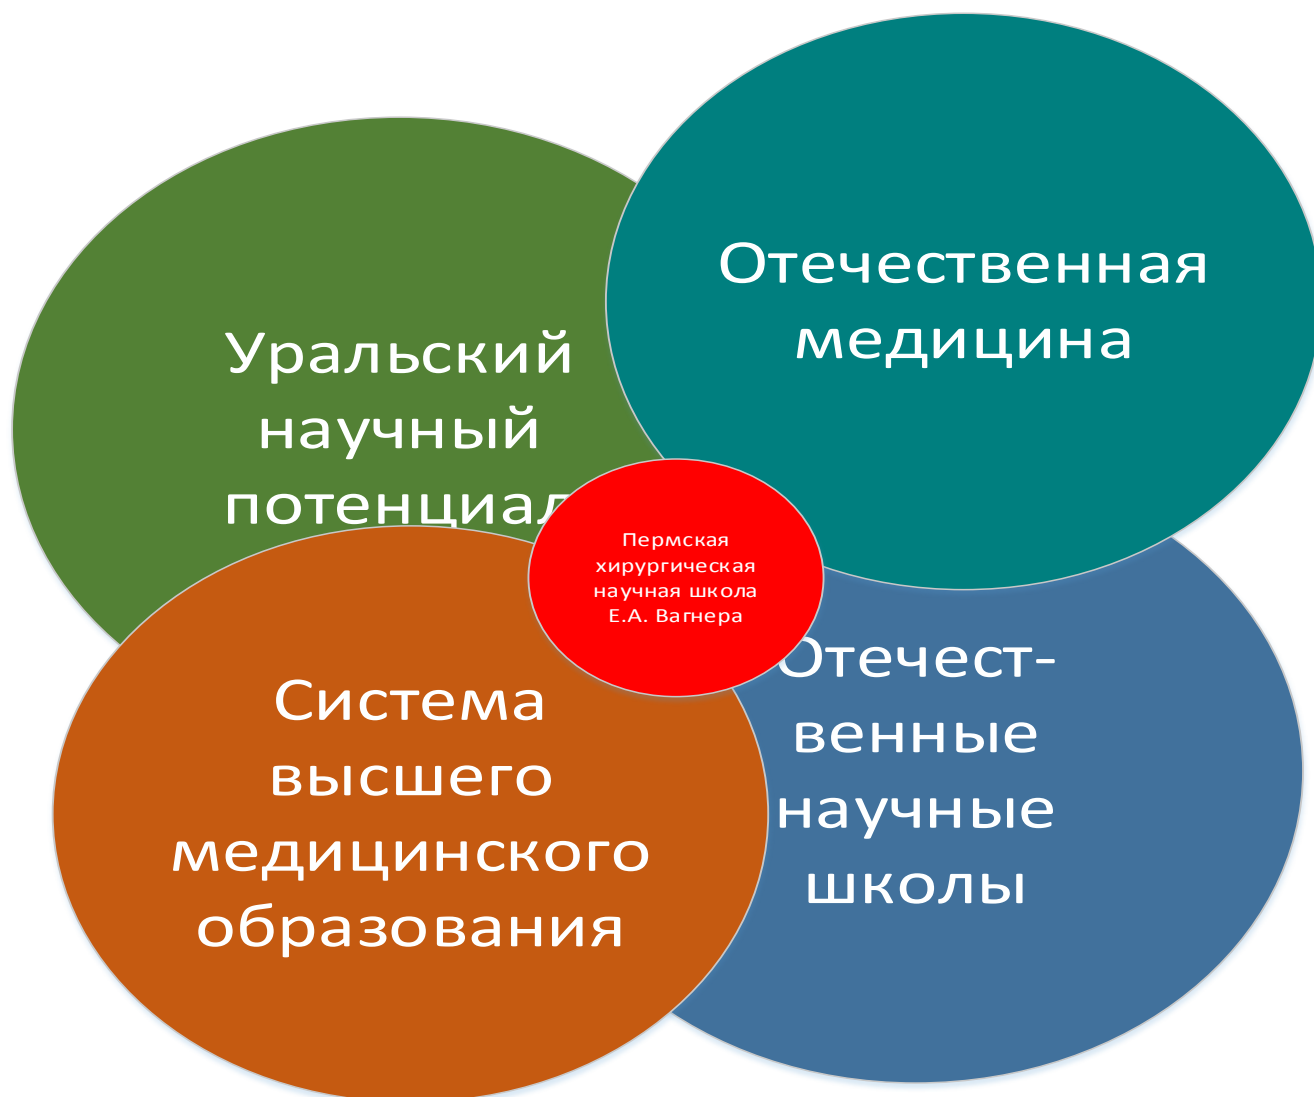 Отечественная
медицина
Уральский
научный
потенциал
Пермская
хирургическая
научная школа
Е.А. Вагнера
Система
высшего
медицинского
образования
Отечест-
венные
научные
школы